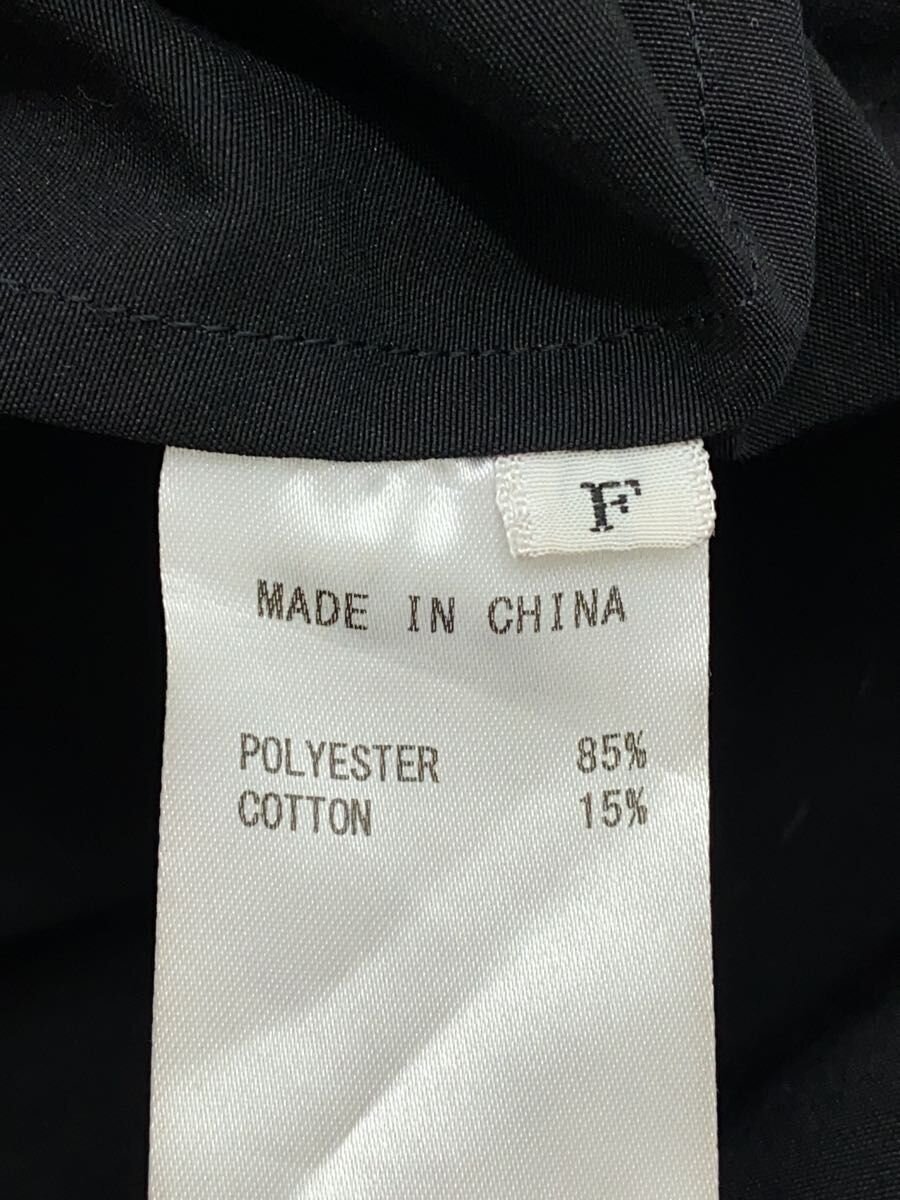 F
MADE IN CHINA
POLYESTER 85%
COTTON 15%